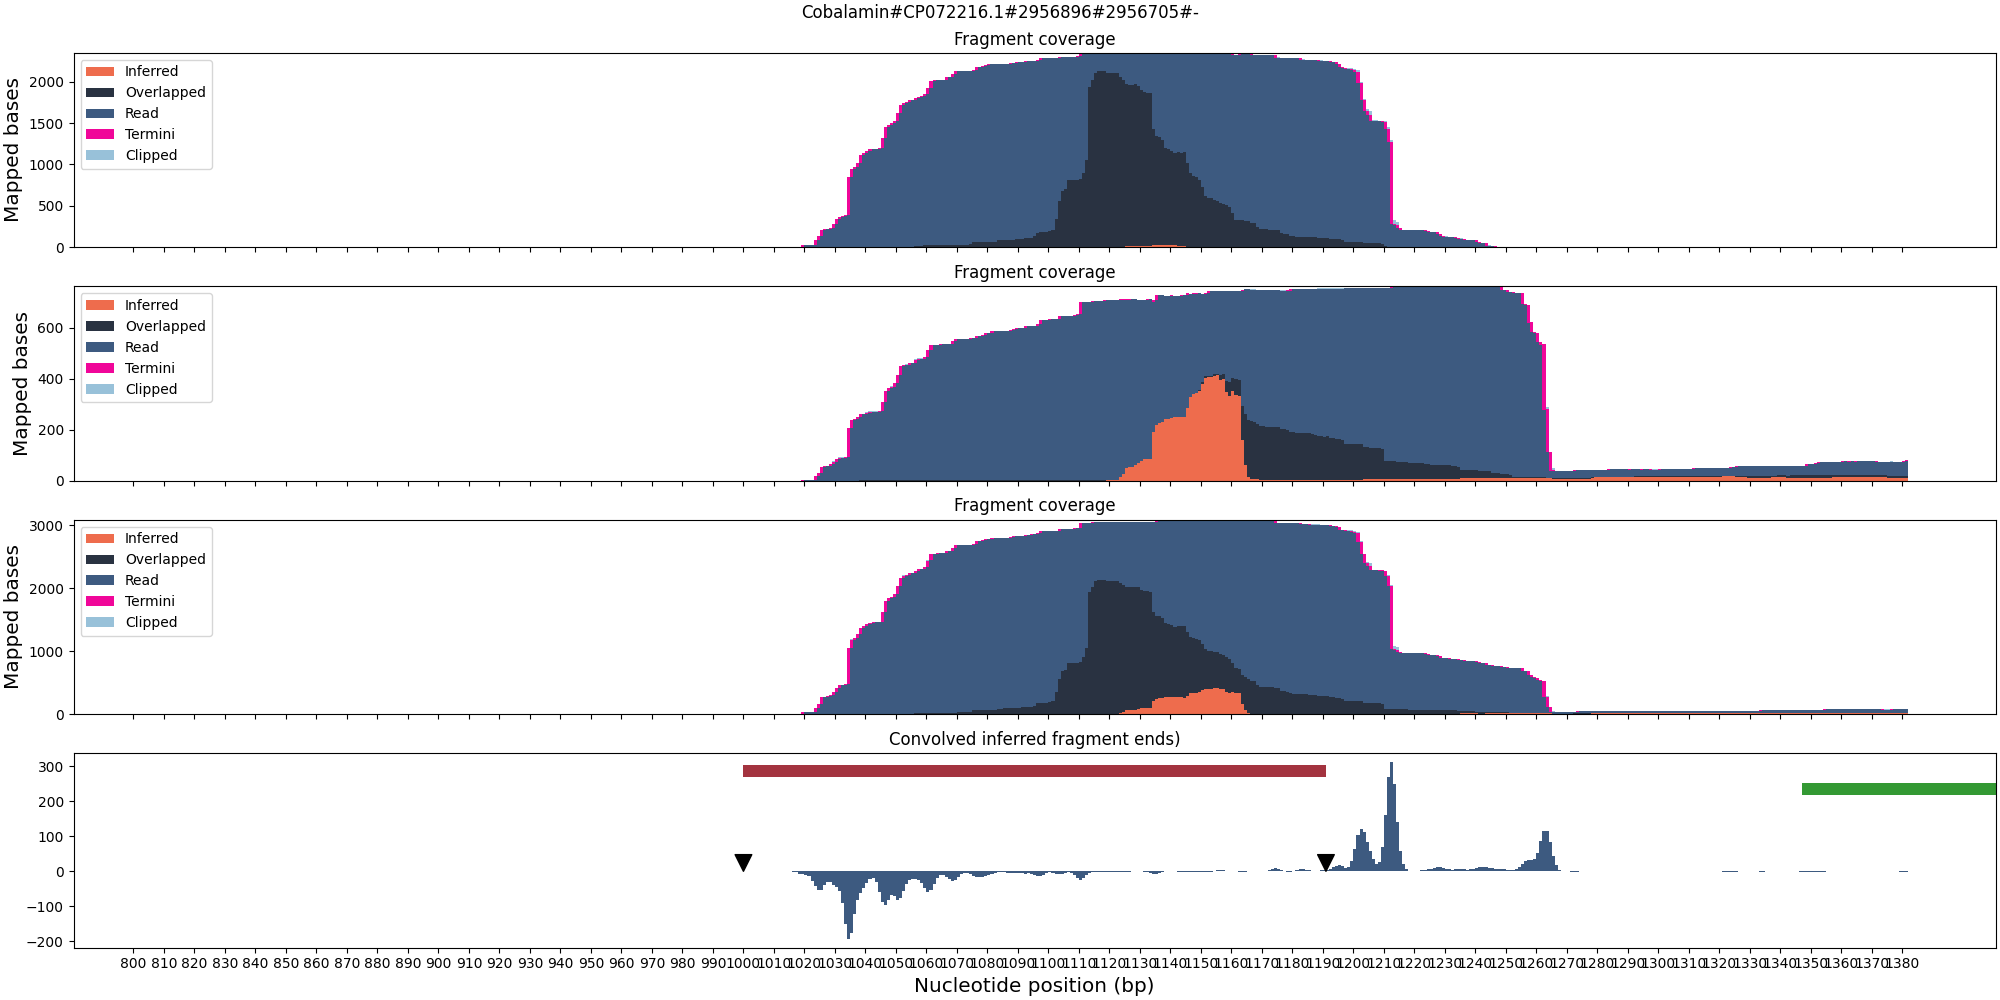 Cobalamin#CP072216.1#2956896#2956705#-
Fragment coverage
Mapped bases
2000
1500
1000
500
0
Inferred
Overlapped
Read
Termini
Clipped
Fragment coverage
Mapped bases
600
400
200
0
Inferred
Overlapped
Read
Termini
Clipped
Fragment coverage
Mapped bases
3000
2000
1000
0
Inferred
Overlapped
Read
Termini
Clipped
Convolved inferred fragment ends)
300
200
100
0
−100
−200
800 810 820 830 840 850 860 870 880 890 900 910 920 930 940 950 960 970 980 990 1000 1010 1020 1030 1040 1050 1060 1070 1080 1090 1100 1110 1120 1130 1140 1150 1160 1170 1180 1190 1200 1210 1220 1230 1240 1250 1260 1270 1280 1290 1300 1310 1320 1330 1340 1350 1360 1370 1380
Nucleotide position (bp)